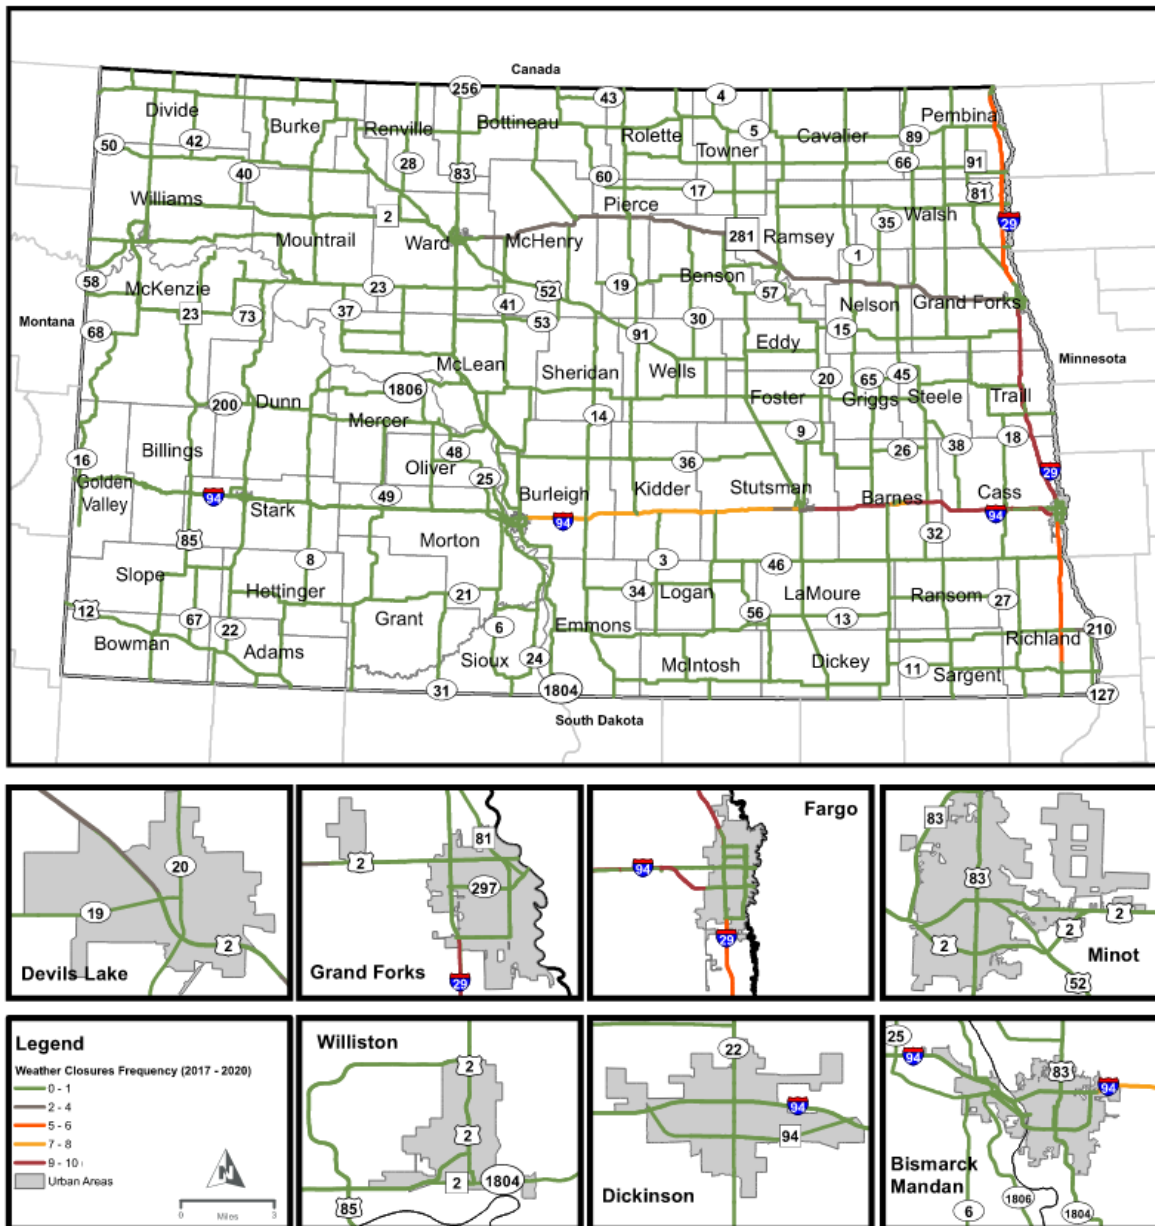 Canada
256
43
4
Divide
Burke
Renville
Bottineau
Rolette
Towner
5
Cavalier
89
Pembina
50
42
28
83
60
17
66
91
81
40
Williams
2
Pierce
35
Walsh
29
Mountrail
Ward
McHenry
281
Ramsey
1
58
McKenzie
23
52
19
Benson
57
Nelson
Grand Forks
Montana
68
23
73
37
41
53
91
30
15
Eddy
Minnesota
McLean
Sheridan
Wells
20
65
45
200
Dunn
1806
Mercer
14
Foster
Griggs
Steele
Traill
16
Billings
48
Oliver
25
36
9
26
38
18
29
Golden
Valley
94
Stark
49
Burleigh
94
Kidder
Stutsman
Barnes
Cass
94
85
Morton
32
Slope
8
3
46
12
Hettinger
21
34
Logan
LaMoure
Ransom
27
67
22
Grant
6
Emmons
56
13
210
Bowman
Adams
Sioux
24
McIntosh
Dickey
11
Sargent
Richland
31
1804
127
South Dakota
20
19
2
Devils Lake
81
2
297
Grand Forks
29
Fargo
94
29
83
83
2
2
2
Minot
52
Legend
Weather Closures Frequency (2017 - 2020)
0 - 1
2 - 4
5 - 6
7 - 8
9 - 10
Urban Areas
N
0
3
Miles
Williston
2
2
2
1804
85
22
94
94
Dickinson
25
94
83
94
Bismarck
Mandan
6
1806
1804